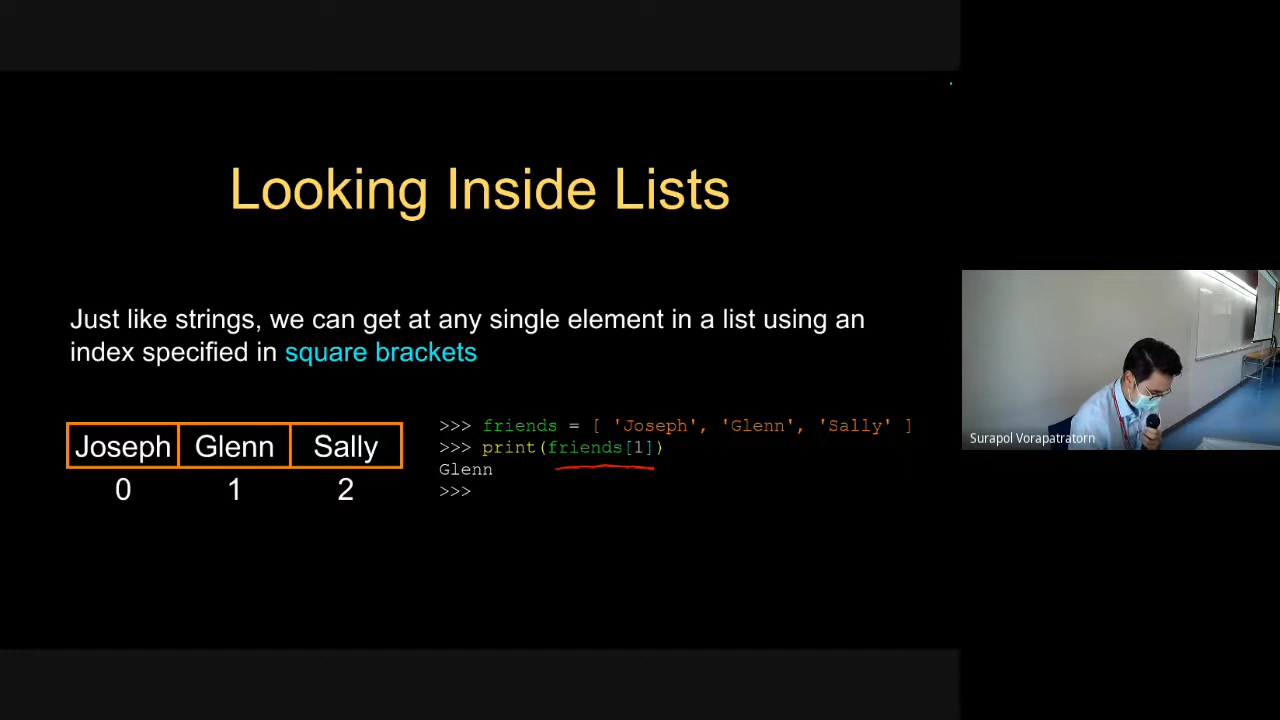 Looking Inside Lists
Just like strings, we can get at any single element in a list using an
index specified in square brackets
Joseph Glenn Sally
0 1 2
>>> friends = [ 'Joseph', 'Glenn', 'Sally' ]
>>> print(friends[1])
Glenn
>>>
Surapol Vorapatratorn